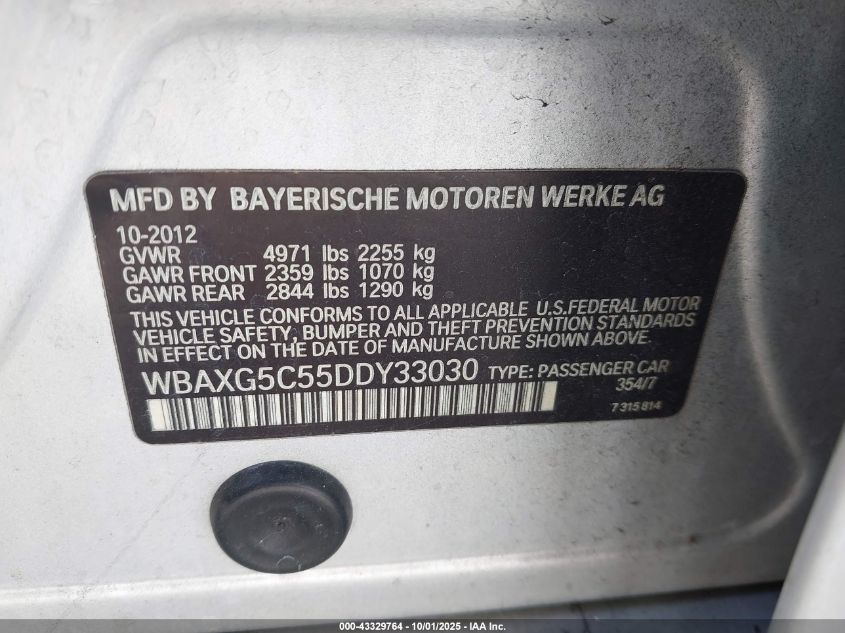 MFD BY BAYERISCHE MOTOREN WERKE AG
10-2012
GVWR 4971 lbs 2255 kg
GAWR FRONT 2359 lbs 1070 kg
GAWR REAR 2844 lbs 1290 kg
THIS VEHICLE CONFORMS TO ALL APPLICABLE U.S.FEDERAL MOTOR
VEHICLE SAFETY, BUMPER AND THEFT PREVENTION STANDARDS
IN EFFECT ON THE DATE OF MANUFACTURE SHOWN ABOVE.
WBAXG5C55DDY33030 TYPE: PASSENGER CAR
354/7
7315814
000-43329764 - 10/01/2025 - IAA Inc.